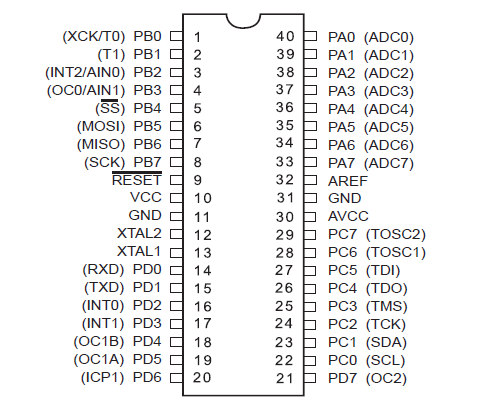 (XCK/T0) PB0 1 40 PA0 (ADC0)
(T1) PB1 2 39 PA1 (ADC1)
(INT2/AIN0) PB2 3 38 PA2 (ADC2)
(OC0/AIN1) PB3 4 37 PA3 (ADC3)
(S̅S̅) PB4 5 36 PA4 (ADC4)
(MOSI) PB5 6 35 PA5 (ADC5)
(MISO) PB6 7 34 PA6 (ADC6)
(SCK) PB7 8 33 PA7 (ADC7)
R̅E̅S̅E̅T̅ 9 32 AREF
VCC 10 31 GND
GND 11 30 AVCC
XTAL2 12 29 PC7 (TOSC2)
XTAL1 13 28 PC6 (TOSC1)
(RXD) PD0 14 27 PC5 (TDI)
(TXD) PD1 15 26 PC4 (TDO)
(INT0) PD2 16 25 PC3 (TMS)
(INT1) PD3 17 24 PC2 (TCK)
(OC1B) PD4 18 23 PC1 (SDA)
(OC1A) PD5 19 22 PC0 (SCL)
(ICP1) PD6 20 21 PD7 (OC2)